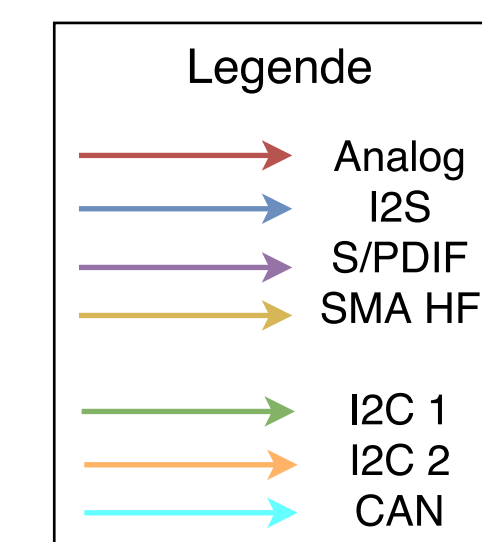 Legende
Analog
I2S
S/PDIF
SMA HF
I2C 1
I2C 2
CAN